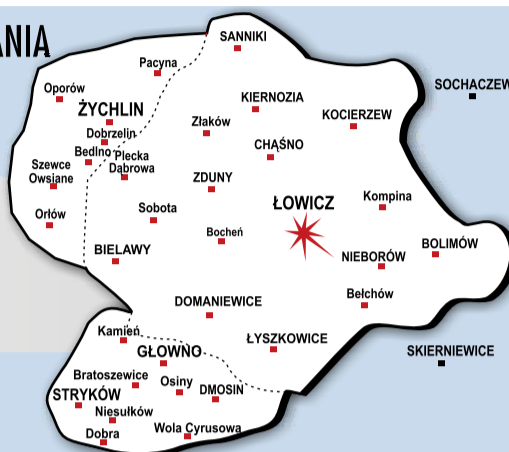 ANIA
SANNIKI
Pacyna
SOCHACZEW
Oporów
KIERNOZIA
ŻYCHLIN
KOCIERZEW
Złaków
Dobrzelin
CHĄŚNO
Bedlno
Plecka
Dąbrowa
Szewce
Owsiane
ZDUNY
Kompina
ŁOWICZ
Sobota
Orłów
Bocheń
BOLIMÓW
BIELAWY
NIEBORÓW
Bełchów
DOMANIEWICE
Kamień
ŁYSZKOWICE
GŁOWNO
SKIERNIEWICE
Bratoszewice
Osiny
DMOSIN
STRYKÓW
Niesułków
Wola Cyrusowa
Dobra